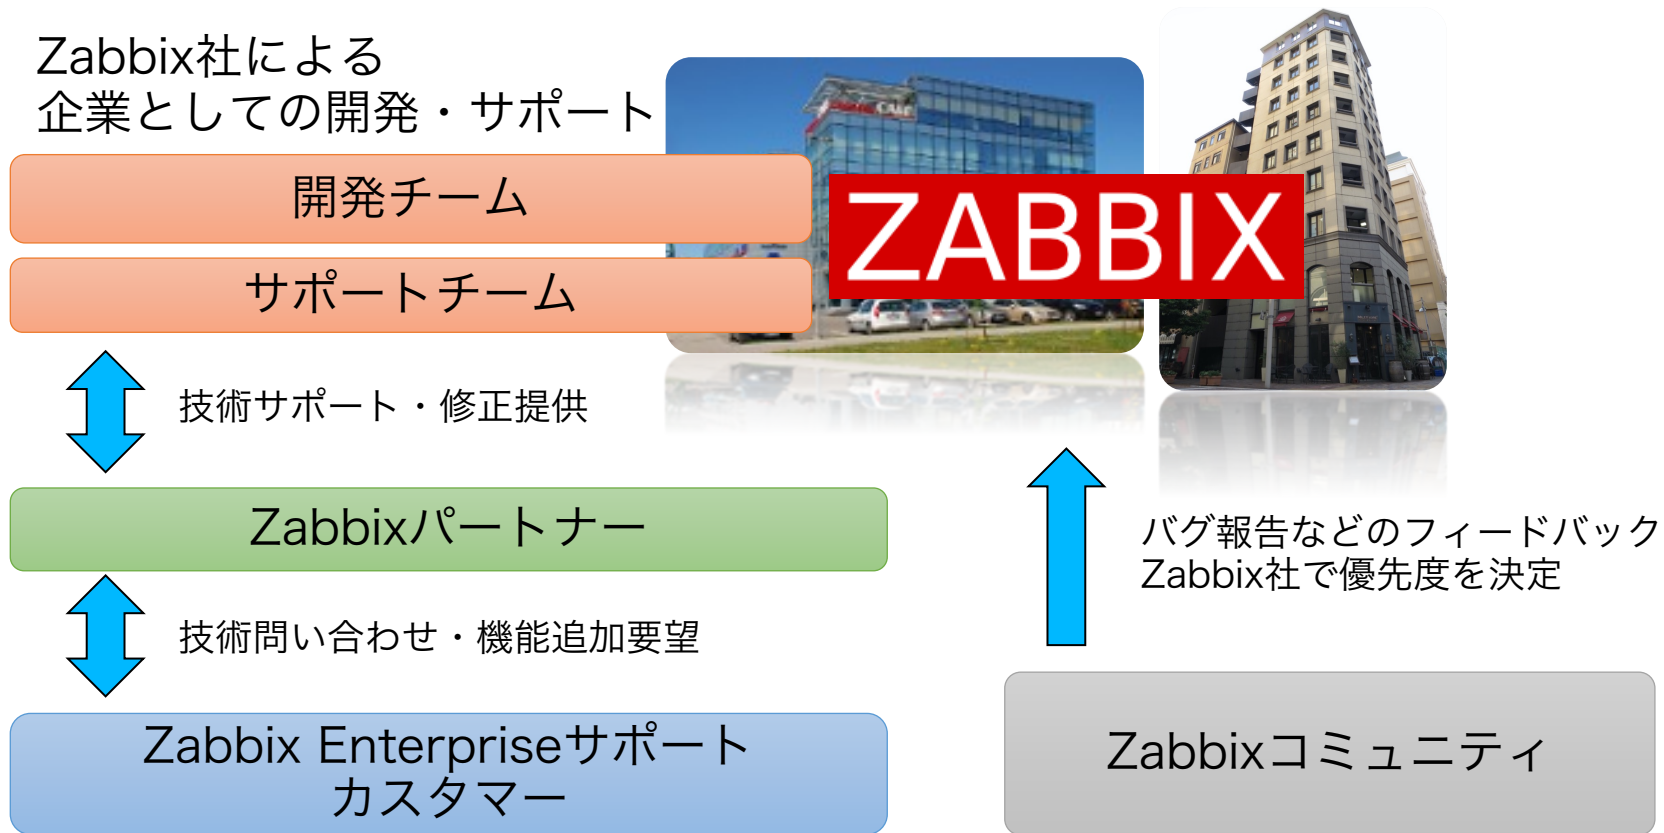 Zabbix社による
企業としての開発・サポート
開発チーム
サポートチーム
ZABBIX
技術サポート・修正提供
Zabbixパートナー
技術問い合わせ・機能追加要望
Zabbix Enterpriseサポート
カスタマー
バグ報告などのフィードバック
Zabbix社で優先度を決定
Zabbixコミュニティ